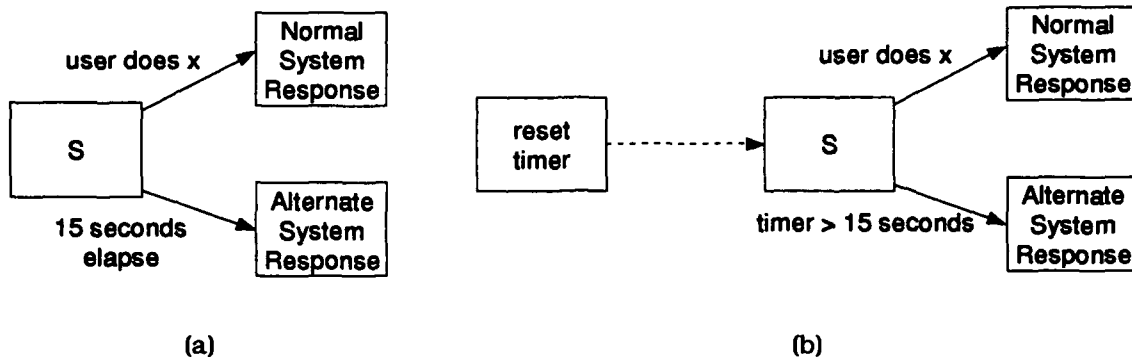 Normal
System
Response
user does x
S
15 seconds
elapse
Alternate
System
Response
(a)
reset
timer
Normal
System
Response
user does x
S
timer > 15 seconds
Alternate
System
Response
(b)